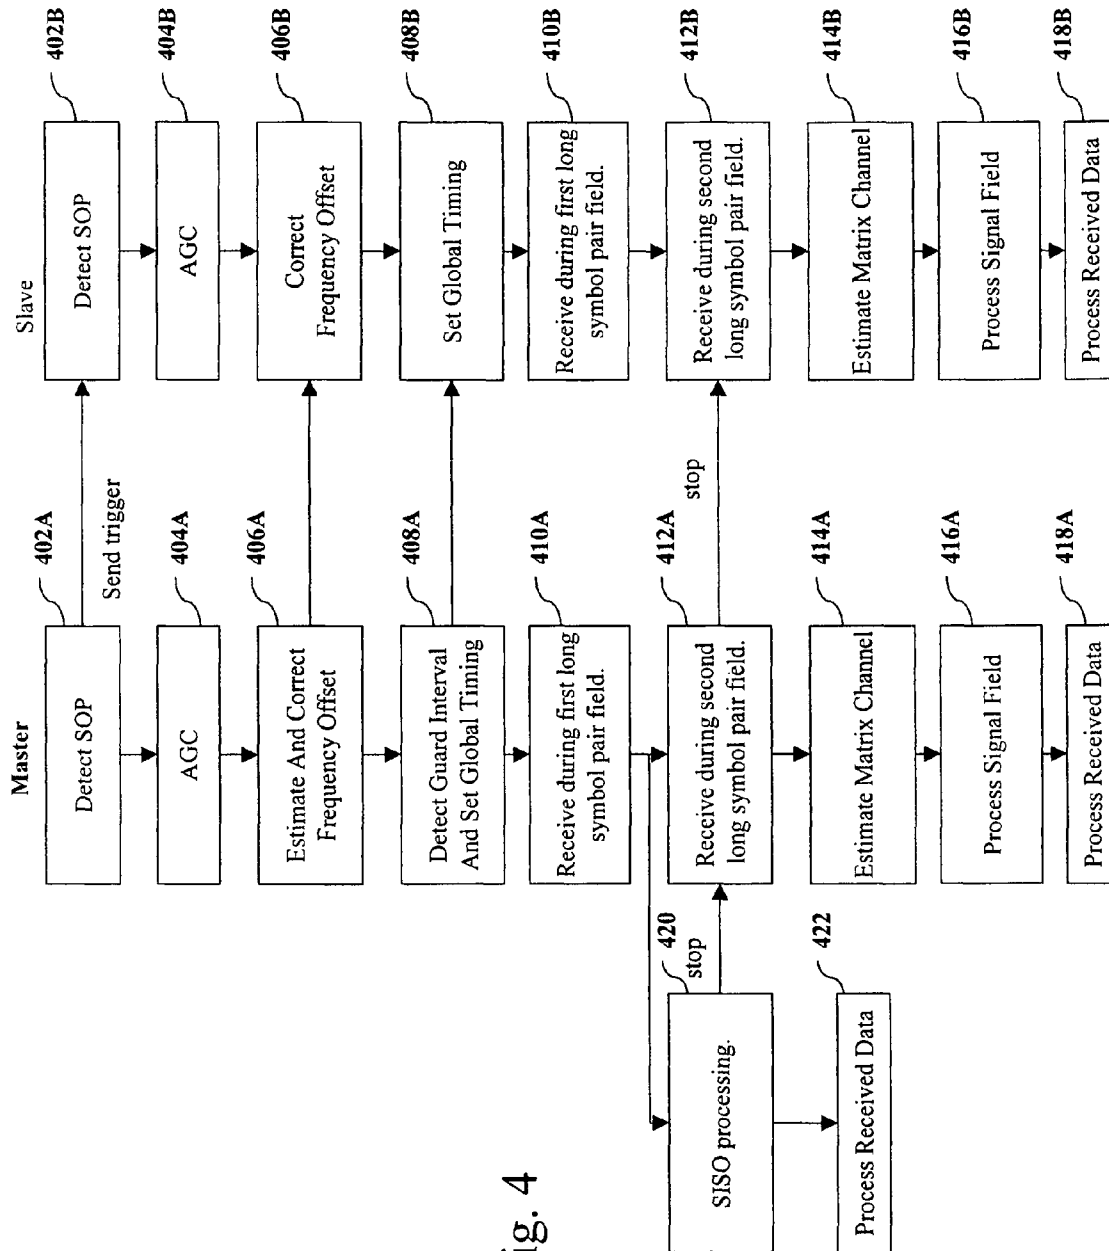 Master
Slave
402A
Detect SOP
Send trigger
402B
Detect SOP
404A
AGC
404B
AGC
406A
Estimate And Correct
Frequency Offset
406B
Correct
Frequency Offset
408A
Detect Guard Interval
And Set Global Timing
408B
Set Global Timing
410A
Receive during first long
symbol pair field.
410B
Receive during first long
symbol pair field.
420
SISO processing.
stop
412A
Receive during second
long symbol pair field.
stop
412B
Receive during second
long symbol pair field.
422
Process Received Data
414A
Estimate Matrix Channel
414B
Estimate Matrix Channel
416A
Process Signal Field
416B
Process Signal Field
418A
Process Received Data
418B
Process Received Data
ig. 4